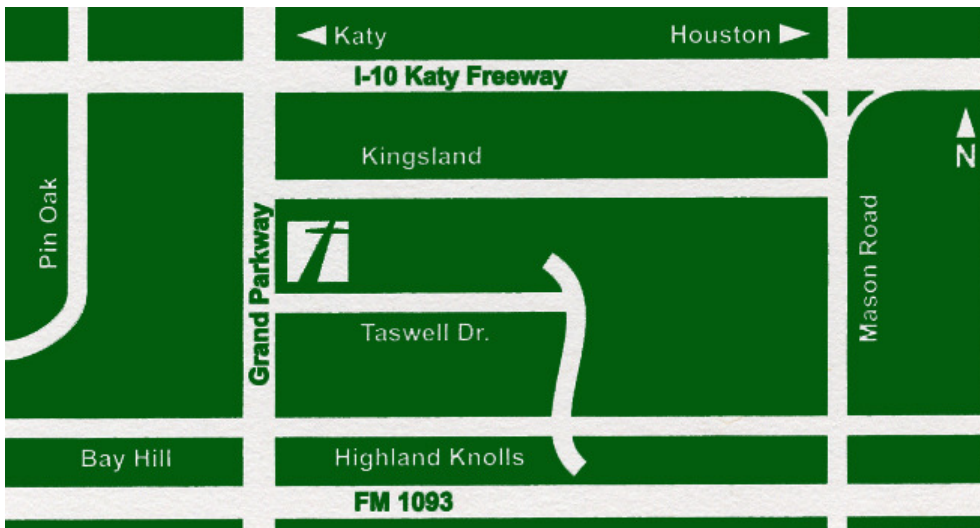 Katy
Houston
I-10 Katy Freeway
Kingsland
N
Pin Oak
Grand Parkway
Mason Road
Taswell Dr.
Bay Hill
Highland Knolls
FM 1093